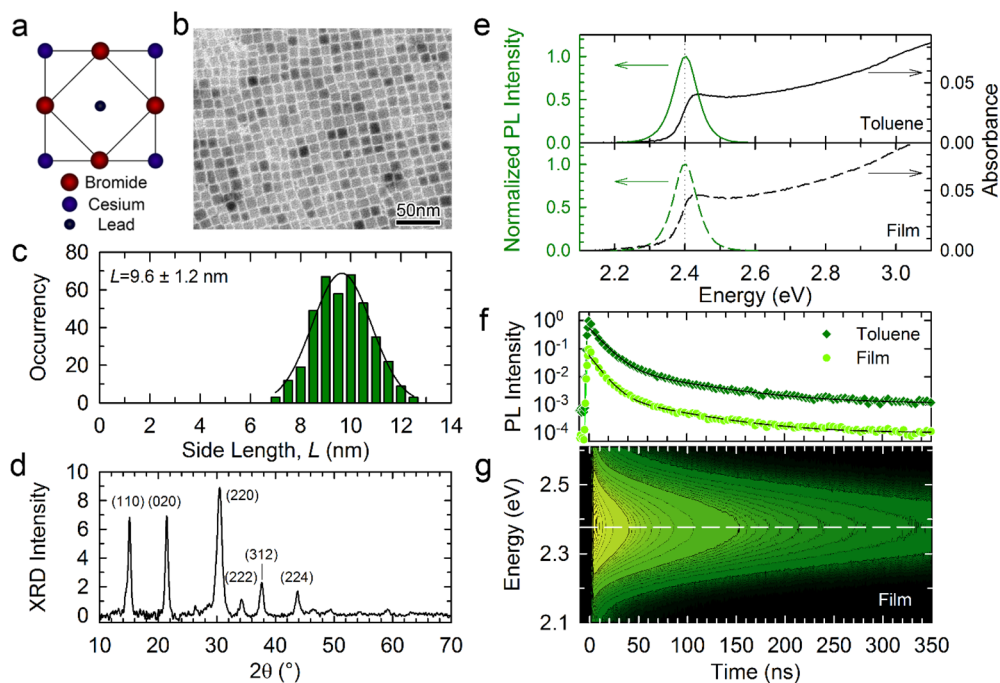 a
Bromide
Cesium
Lead
b
50nm
c
L=9.6 ± 1.2 nm
Occurrency
80
60
40
20
0
0 2 4 6 8 10 12 14
Side Length, L (nm)
d
XRD Intensity
10
8
6
4
2
0
(110) (020) (220) (222) (312) (224)
10 20 30 40 50 60 70
2θ (°)
e
Normalized PL Intensity
1.0
0.5
0.0
1.0
0.5
0.0
Toluene
Film
0.05
0.00
0.05
0.00
Absorbance
2.2 2.4 2.6 2.8 3.0
Energy (eV)
f
PL Intensity
10⁰
10⁻¹
10⁻²
10⁻³
10⁻⁴
Toluene
Film
g
Energy (eV)
2.5
2.3
2.1
Film
0 50 100 150 200 250 300 350
Time (ns)